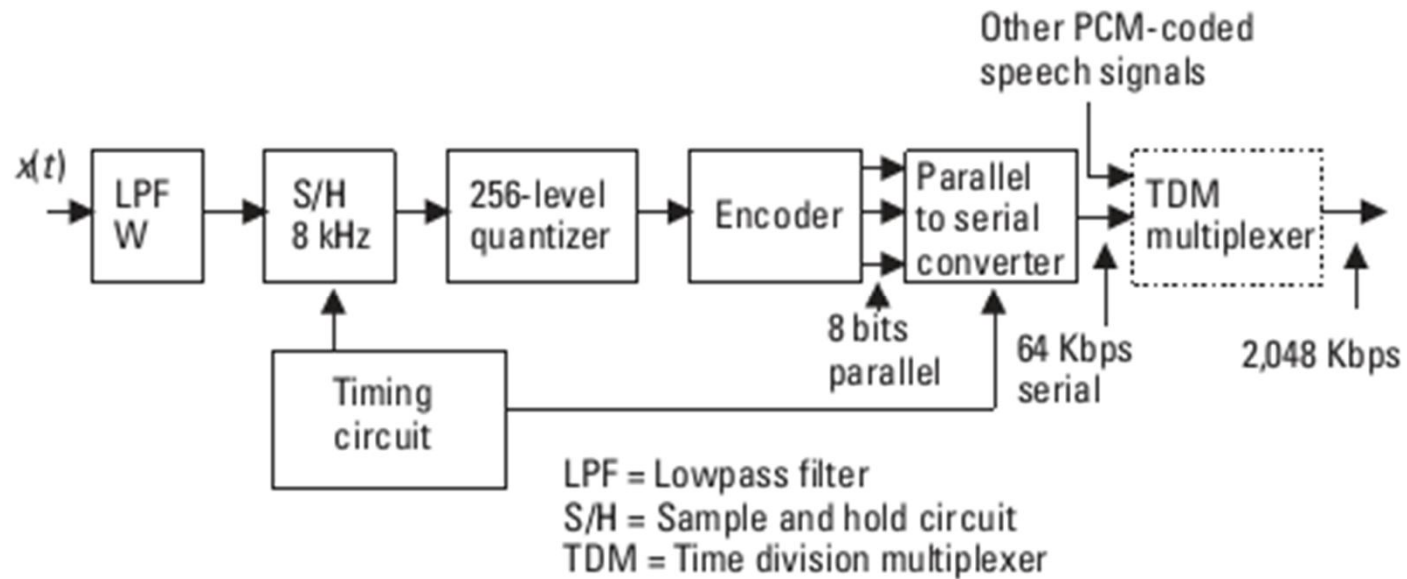 Other PCM-coded
speech signals
x(t)
LPF
W
S/H
8 kHz
256-level
quantizer
Encoder
Parallel
to serial
converter
TDM
multiplexer
8 bits
parallel
64 Kbps
serial
2,048 Kbps
Timing
circuit
LPF = Lowpass filter
S/H = Sample and hold circuit
TDM = Time division multiplexer